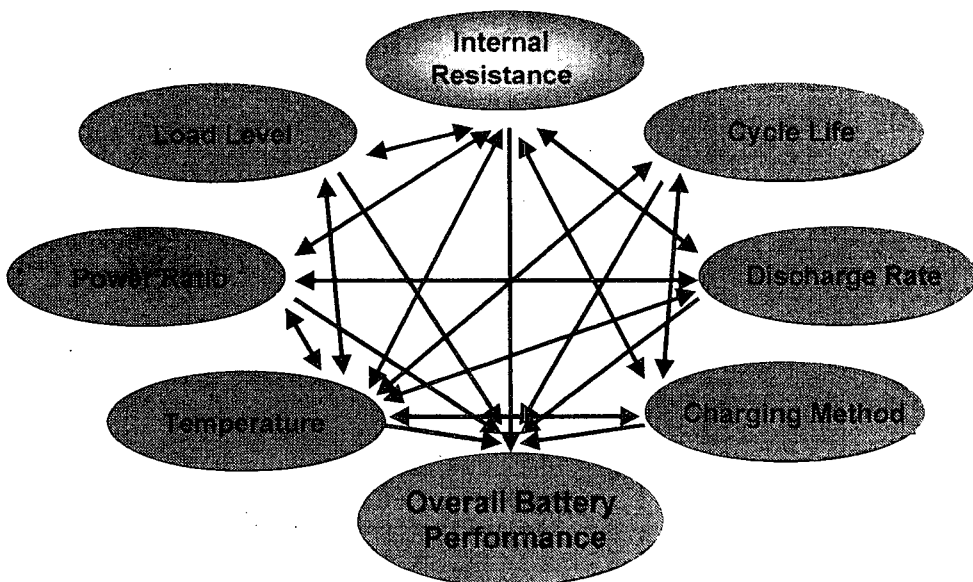 Internal
Resistance
Load Level
Cycle Life
Power Ratio
Discharge Rate
Temperature
Charging Method
Overall Battery
Performance